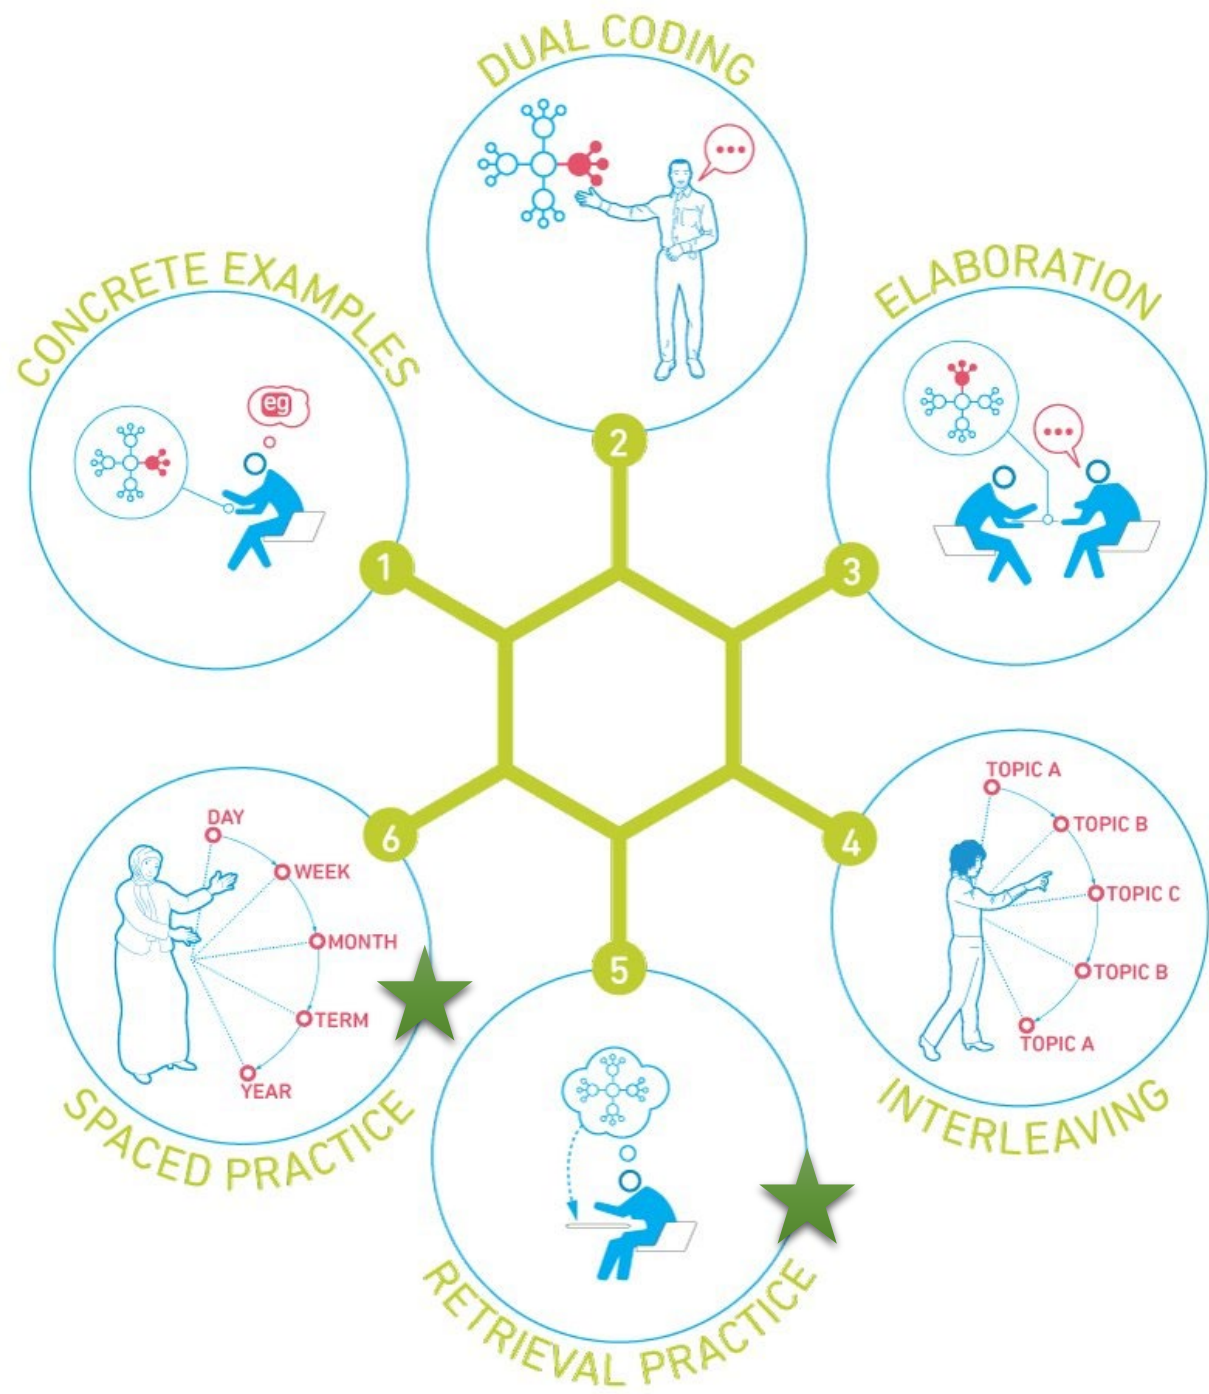 DUAL CODING
2
CONCRETE EXAMPLES
eg
1
ELABORATION
3
TOPIC A
TOPIC B
TOPIC C
TOPIC B
TOPIC A
4
INTERLEAVING
5
RETRIEVAL PRACTICE
6
DAY
WEEK
MONTH
TERM
YEAR
SPACED PRACTICE